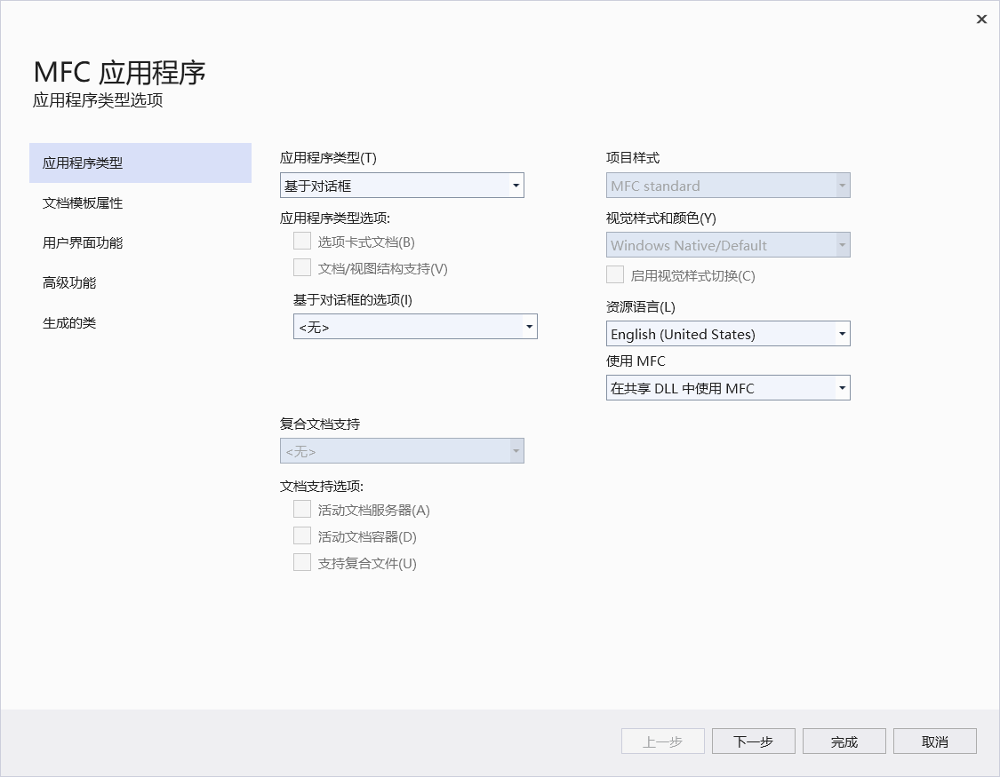 MFC 应用程序
应用程序类型选项
应用程序类型
文档模板属性
用户界面功能
高级功能
生成的类
应用程序类型(T)
基于对话框
应用程序类型选项:
选项卡式文档(B)
文档/视图结构支持(V)
基于对话框的选项(I)
<无>
复合文档支持
<无>
文档支持选项:
活动文档服务器(A)
活动文档容器(D)
支持复合文件(U)
项目样式
MFC standard
视觉样式和颜色(Y)
Windows Native/Default
启用视觉样式切换(C)
资源语言(L)
English (United States)
使用 MFC
在共享 DLL 中使用 MFC
上一步
下一步
完成
取消